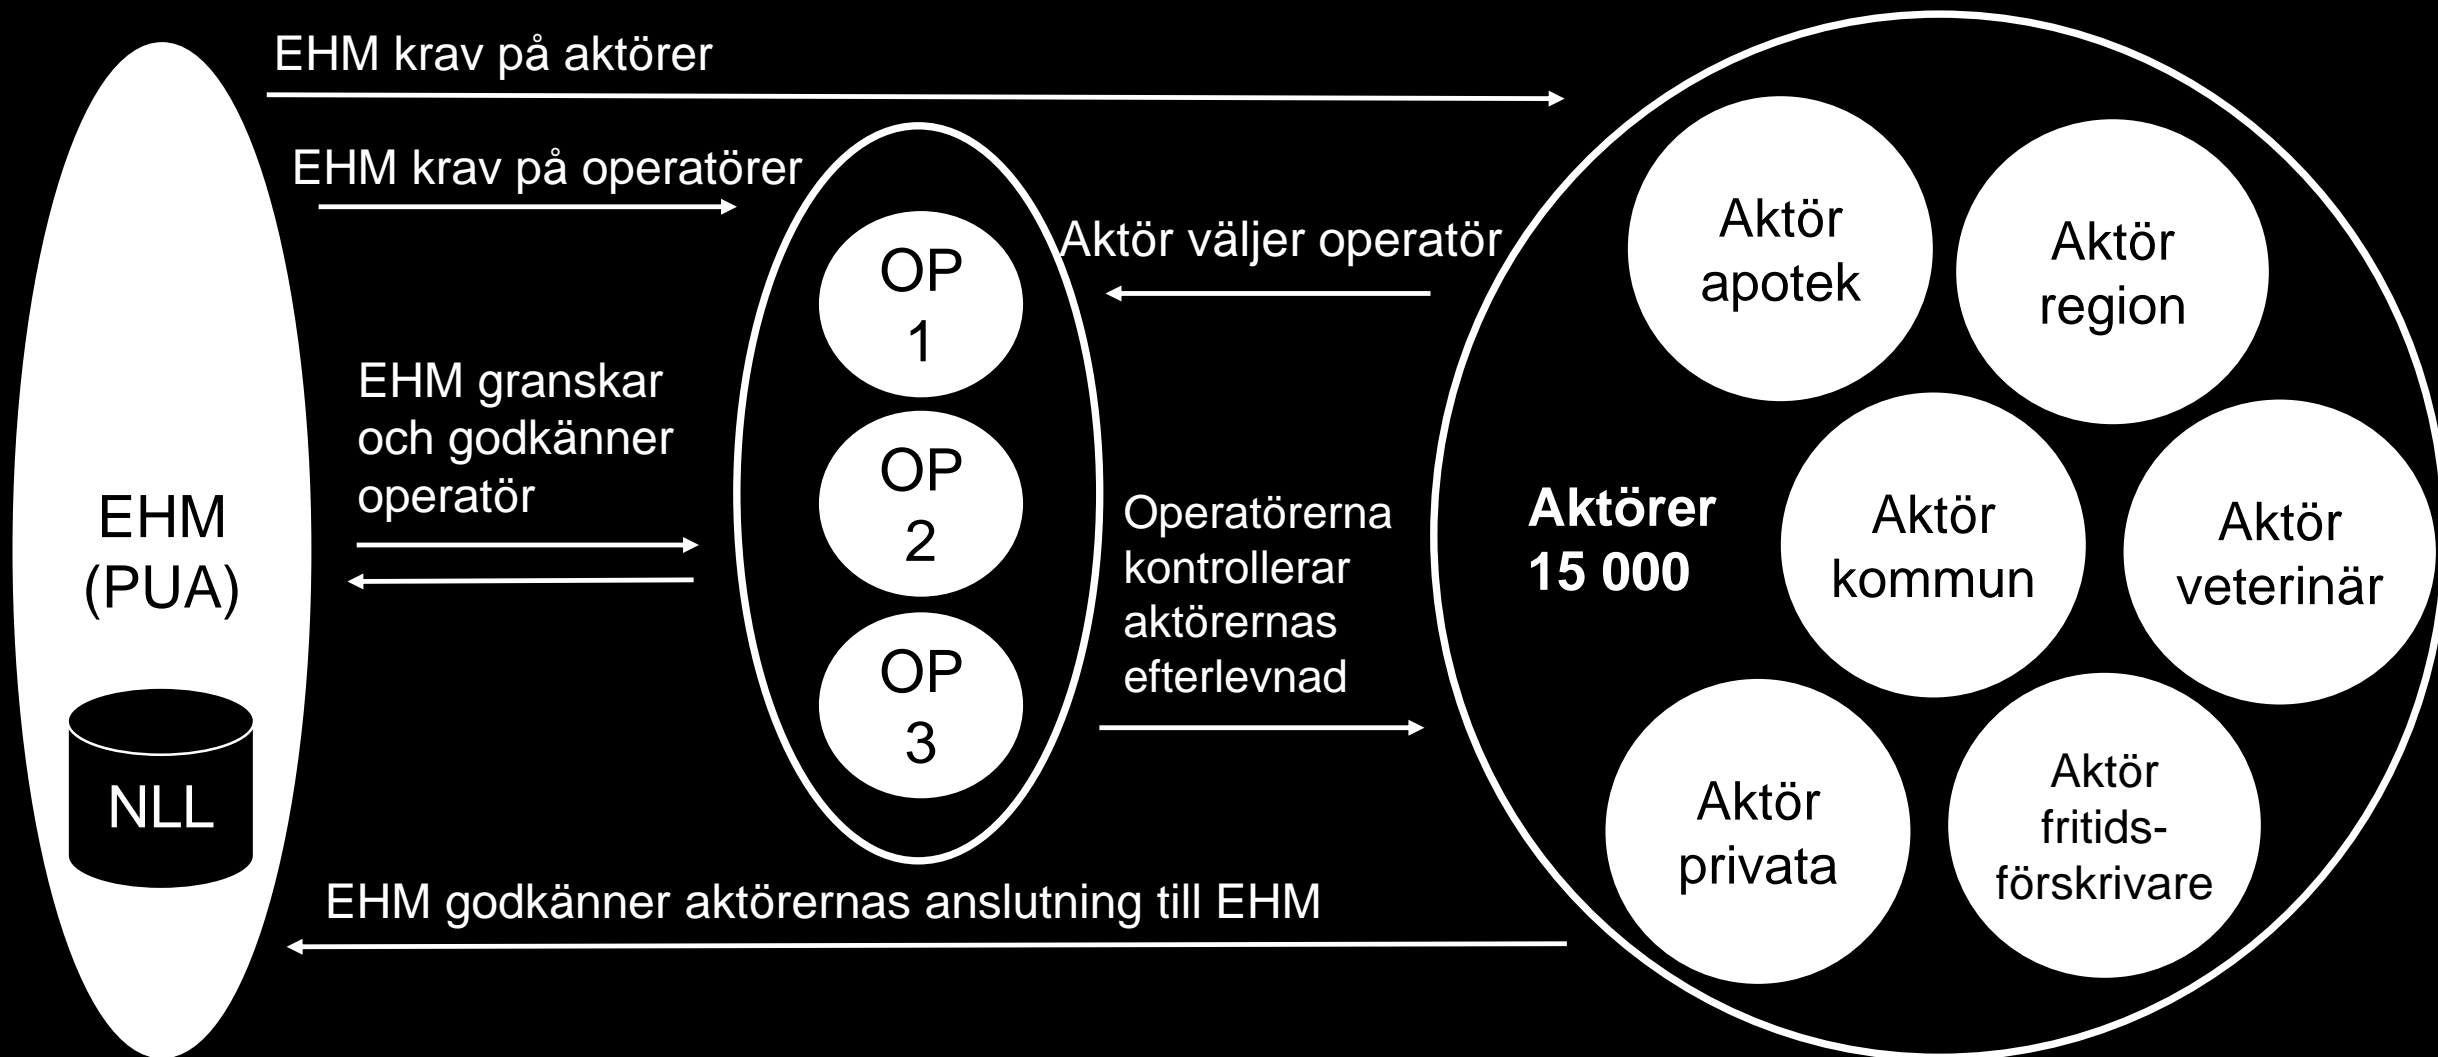 EHM krav på aktörer
EHM krav på operatörer
EHM granskar
och godkänner
operatör
EHM
(PUA)
NLL
OP
1
OP
2
OP
3
Aktör väljer operatör
Operatörerna
kontrollerar
aktörernas
efterlevnad
EHM godkänner aktörernas anslutning till EHM
Aktörer
15 000
Aktör
apotek
Aktör
region
Aktör
kommun
Aktör
veterinär
Aktör
privata
Aktör
fritids-
förskrivare